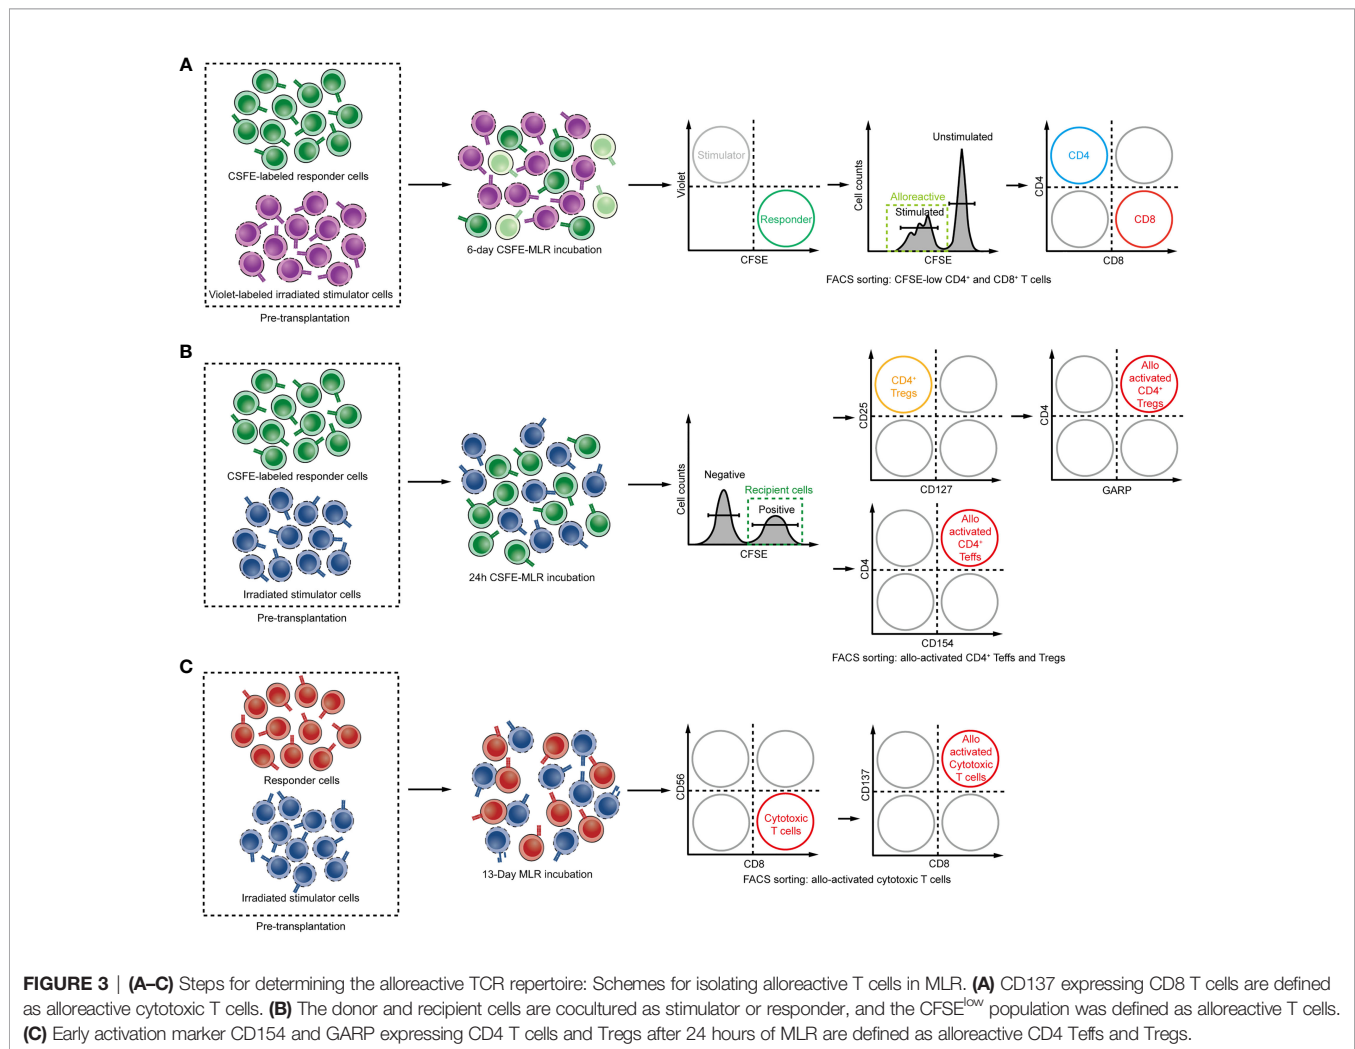 A
CSFE-labeled responder cells
Violet-labeled irradiated stimulator cells
Pre-transplantation
6-day CSFE-MLR incubation
Violet
Stimulator
Responder
CFSE
Cell counts
Unstimulated
Alloreactive
Stimulated
CFSE
CD4
CD4
CD8
CD8
FACS sorting: CFSE-low CD4⁺ and CD8⁺ T cells
B
CSFE-labeled responder cells
Irradiated stimulator cells
Pre-transplantation
24h CSFE-MLR incubation
Cell counts
Negative
Recipient cells
Positive
CFSE
CD25
CD4⁺
Tregs
CD127
CD4
Allo
activated
CD4⁺
Tregs
GARP
CD4
Allo
activated
CD4⁺
Teffs
CD154
FACS sorting: allo-activated CD4⁺ Teffs and Tregs
C
Responder cells
Irradiated stimulator cells
Pre-transplantation
13-Day MLR incubation
CD56
Cytotoxic
T cells
CD8
CD137
Allo
activated
Cytotoxic
T cells
CD8
FACS sorting: allo-activated cytotoxic T cells
FIGURE 3 | (A–C) Steps for determining the alloreactive TCR repertoire: Schemes for isolating alloreactive T cells in MLR. (A) CD137 expressing CD8 T cells are defined
as alloreactive cytotoxic T cells. (B) The donor and recipient cells are cocultured as stimulator or responder, and the CFSElow population was defined as alloreactive T cells.
(C) Early activation marker CD154 and GARP expressing CD4 T cells and Tregs after 24 hours of MLR are defined as alloreactive CD4 Teffs and Tregs.